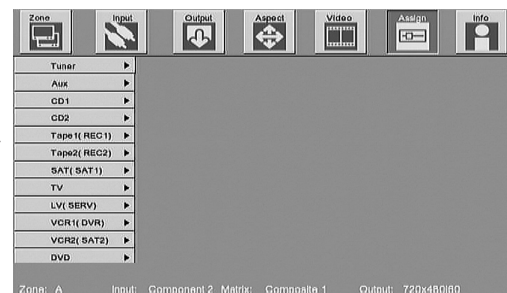 Zone Input Output Aspect Video Assign Info
Tuner
Aux
CD1
CD2
Tape1( REC1)
Tape2( REC2)
SAT( SAT1)
TV
LV( SERV)
VCR1( DVR)
VCR2( SAT2)
DVD
Zone: A Input: Component 2 Matrix: Composite 1 Output: 720x480i60